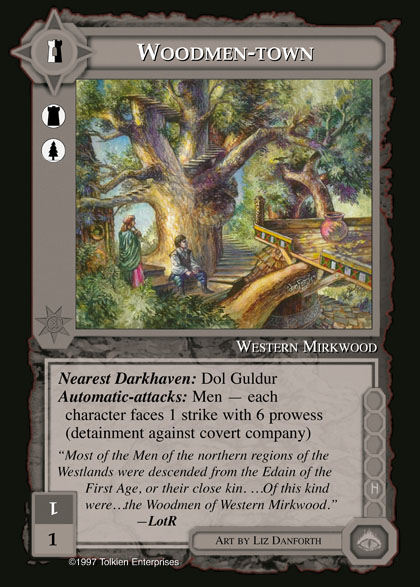 Woodmen-town
Western Mirkwood
Nearest Darkhaven: Dol Guldur
Automatic-attacks: Men — each
character faces 1 strike with 6 prowess
(detainment against covert company)
“Most of the Men of the northern regions of the
Westlands were descended from the Edain of the
First Age, or their close kin. …Of this kind
were…the Woodmen of Western Mirkwood.”
—LotR
H
1
1
Art by Liz Danforth
©1997 Tolkien Enterprises